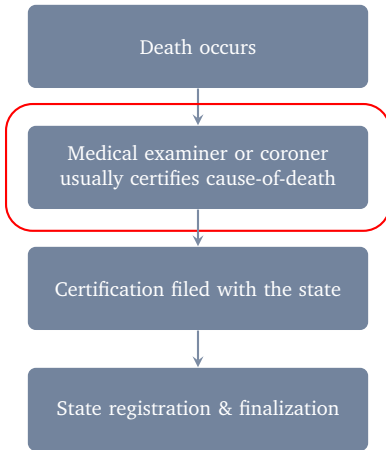 Death occurs
Medical examiner or coroner
usually certifies cause-of-death
Certification filed with the state
State registration & finalization